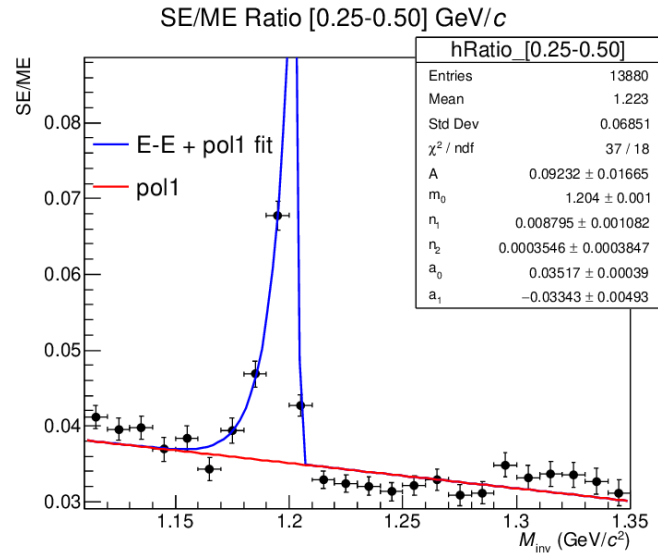 SE/ME Ratio [0.25-0.50] GeV/c
SE/ME
hRatio_[0.25-0.50]
Entries 13880
Mean 1.223
Std Dev 0.06851
χ² / ndf 37 / 18
A 0.09232 ± 0.01665
m₀ 1.204 ± 0.001
n₁ 0.008795 ± 0.001082
n₂ 0.0003546 ± 0.0003847
a₀ 0.03517 ± 0.00039
a₁ −0.03343 ± 0.00493
E-E + pol1 fit
pol1
0.08
0.07
0.06
0.05
0.04
0.03
1.15 1.2 1.25 1.3 1.35
M_inv (GeV/c²)